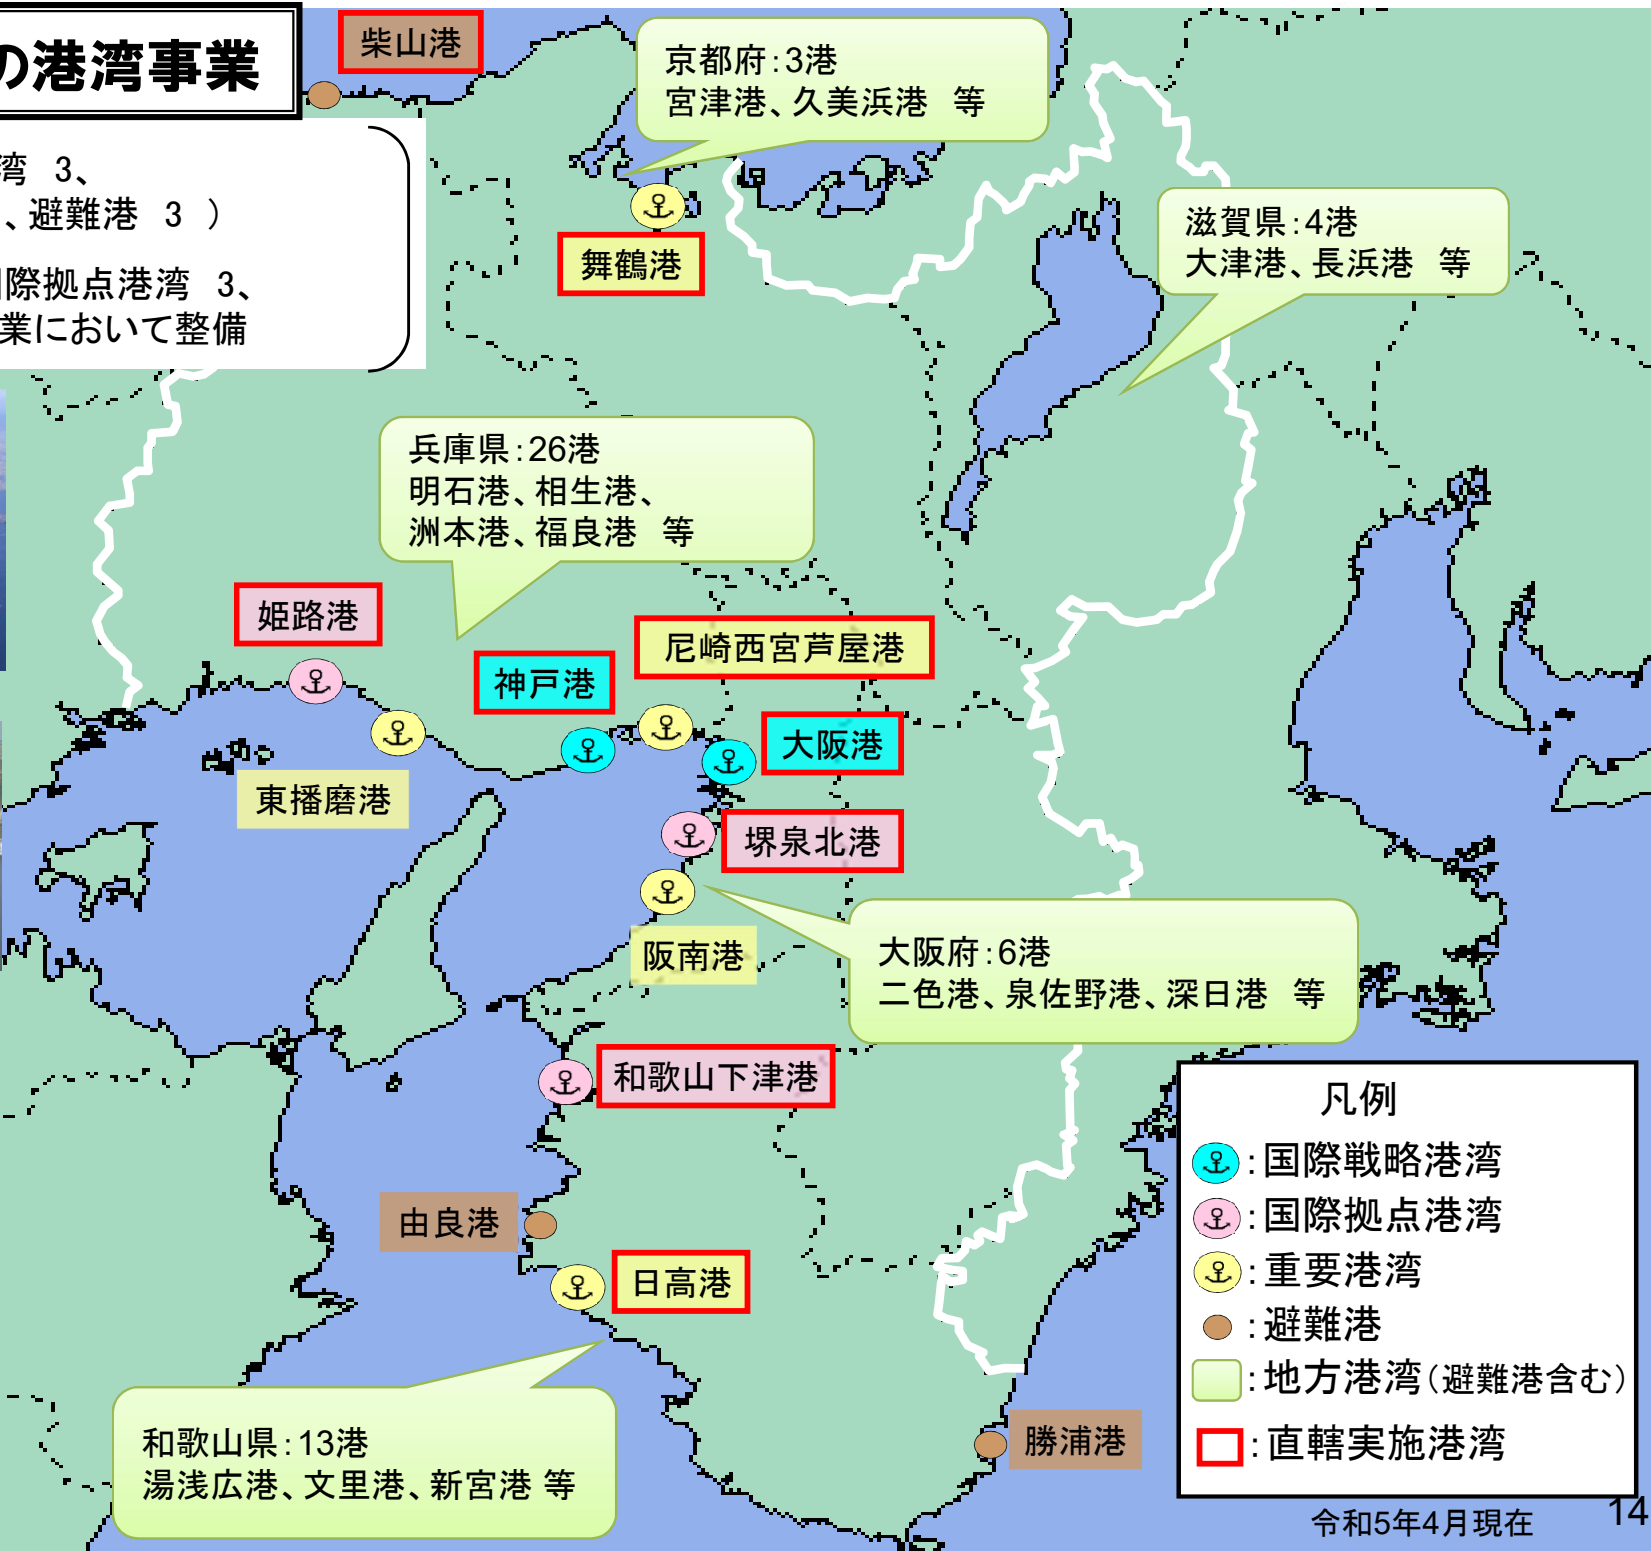 の港湾事業
湾 3、
、避難港 3 )
国際拠点港湾 3、
業において整備
柴山港
京都府:3港
宮津港、久美浜港 等
舞鶴港
滋賀県:4港
大津港、長浜港 等
兵庫県:26港
明石港、相生港、
洲本港、福良港 等
姫路港
神戸港
尼崎西宮芦屋港
大阪港
東播磨港
堺泉北港
阪南港
大阪府:6港
二色港、泉佐野港、深日港 等
和歌山下津港
由良港
日高港
和歌山県:13港
湯浅広港、文里港、新宮港 等
勝浦港
凡例
:国際戦略港湾
:国際拠点港湾
:重要港湾
:避難港
:地方港湾(避難港含む)
:直轄実施港湾
令和5年4月現在
14